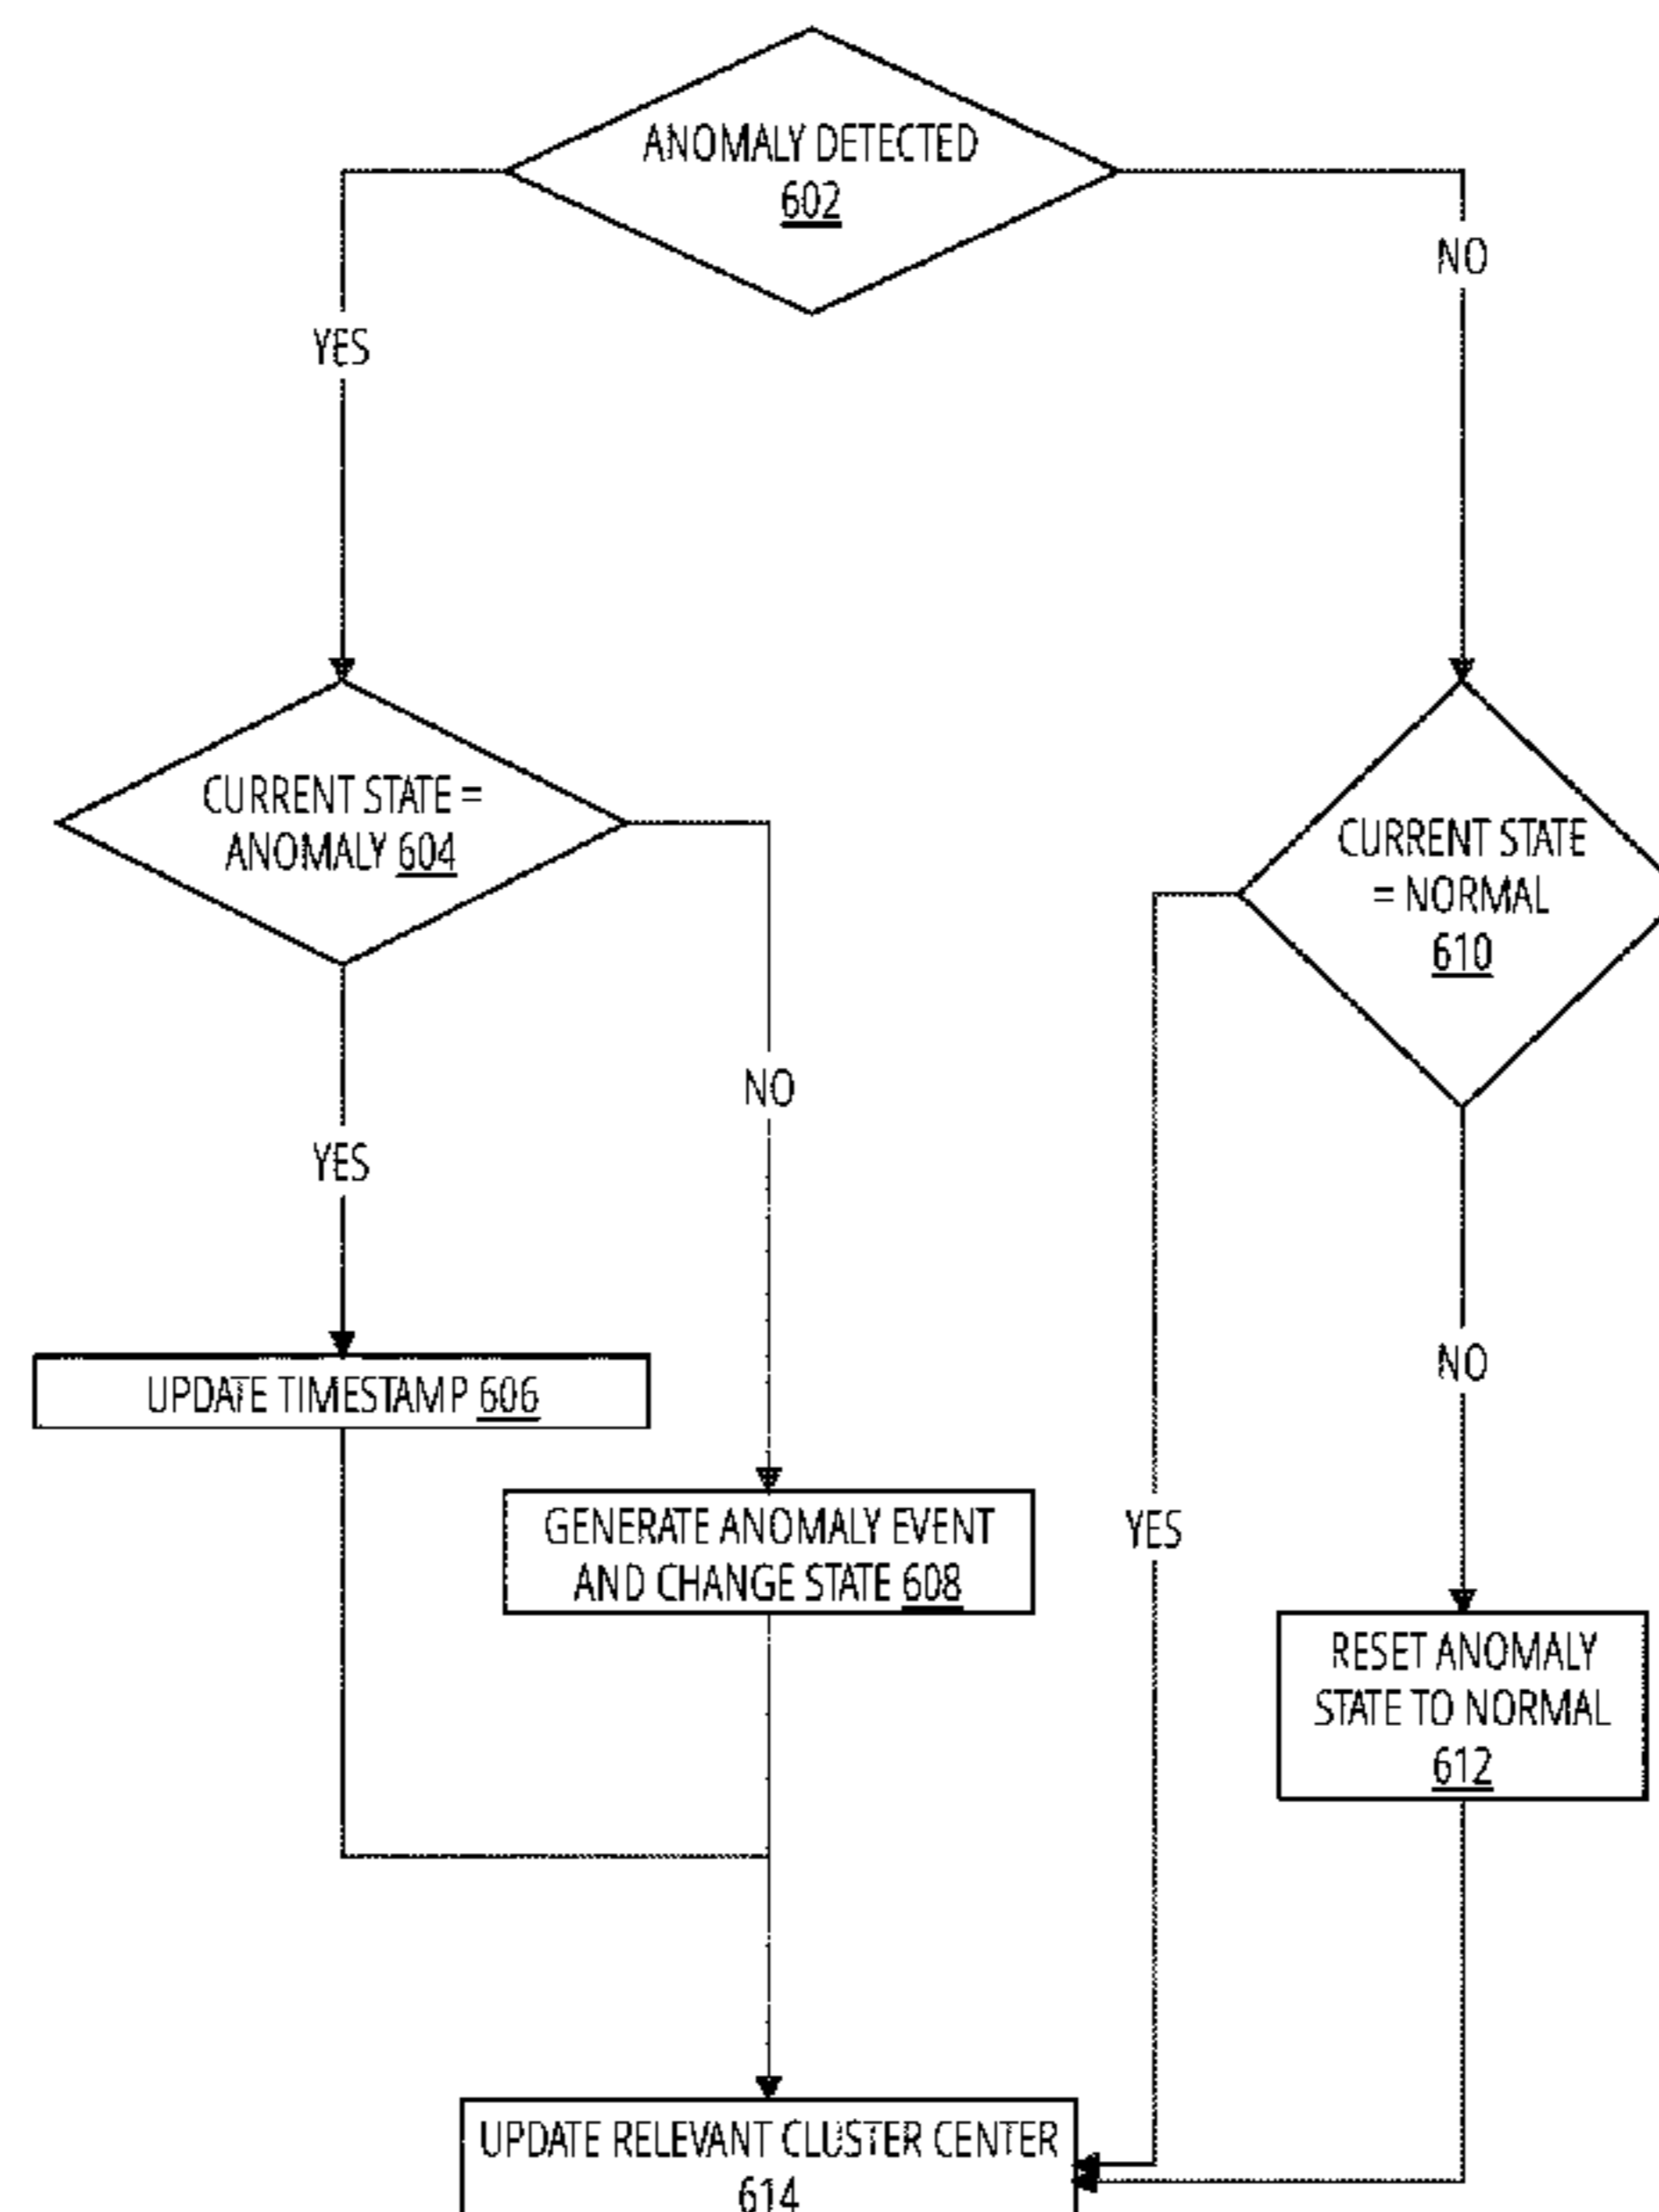 ANOMALY DETECTED
602
YES
NO
CURRENT STATE =
ANOMALY 604
CURRENT STATE
= NORMAL
610
NO
YES
NO
UPDATE TIMESTAMP 606
GENERATE ANOMALY EVENT
AND CHANGE STATE 608
YES
RESET ANOMALY
STATE TO NORMAL
612
UPDATE RELEVANT CLUSTER CENTER
614